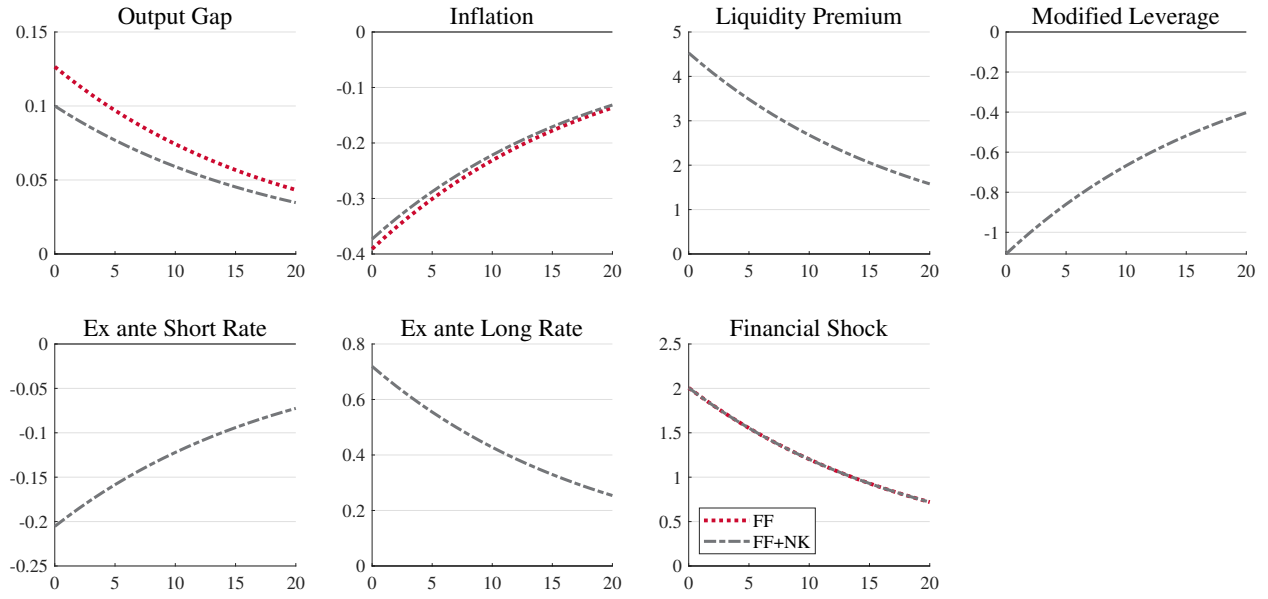 Output Gap
0.15
0.1
0.05
0
0 5 10 15 20
Inflation
0
-0.1
-0.2
-0.3
-0.4
0 5 10 15 20
Liquidity Premium
5
4
3
2
1
0
0 5 10 15 20
Modified Leverage
0
-0.2
-0.4
-0.6
-0.8
-1
0 5 10 15 20
Ex ante Short Rate
0
-0.05
-0.1
-0.15
-0.2
-0.25
0 5 10 15 20
Ex ante Long Rate
0.8
0.6
0.4
0.2
0
0 5 10 15 20
Financial Shock
2.5
2
1.5
1
0.5
0
0 5 10 15 20
FF
FF+NK